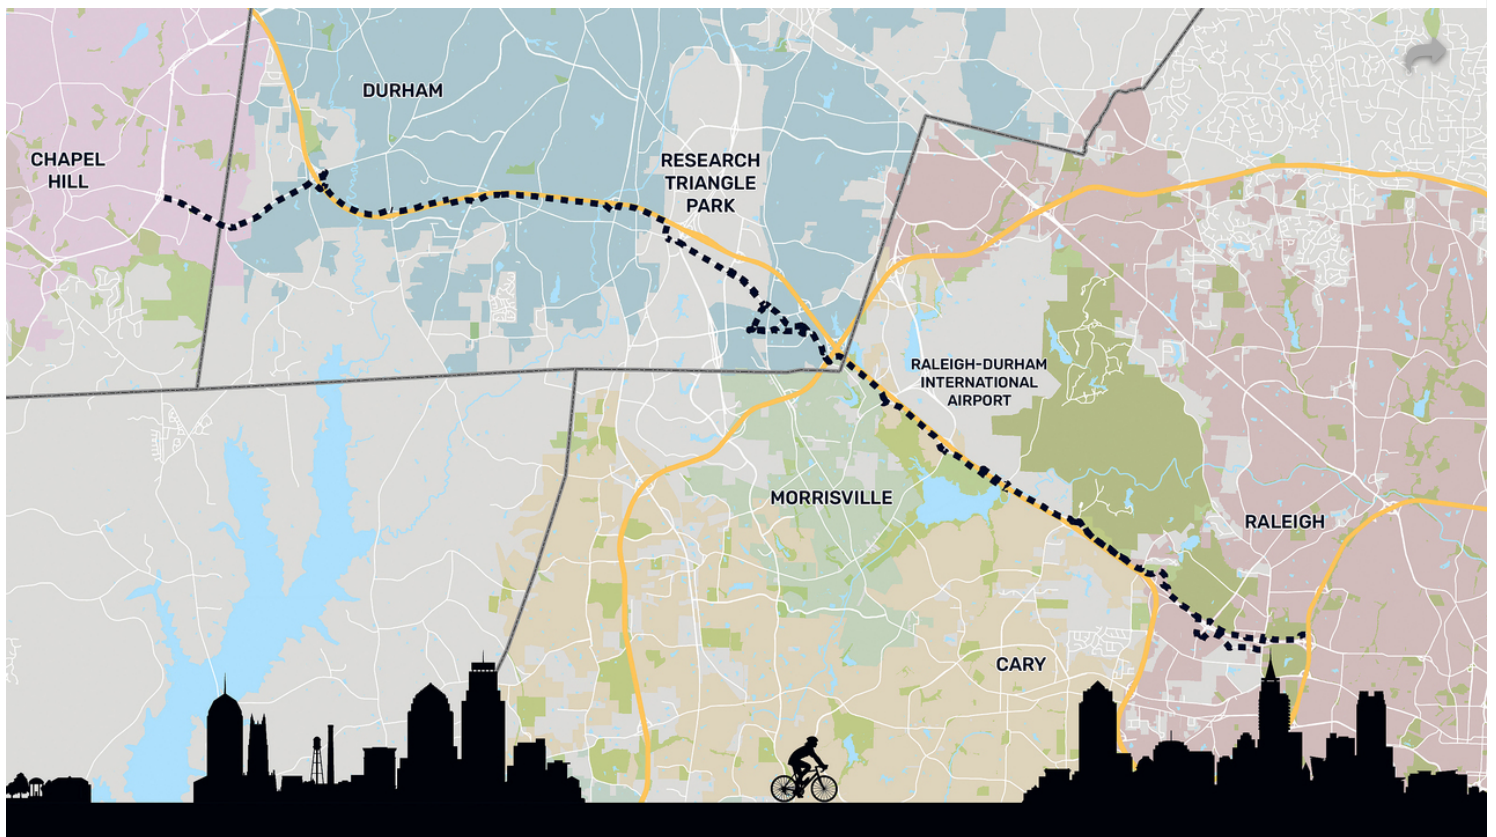 DURHAM
CHAPEL
HILL
RESEARCH
TRIANGLE
PARK
RALEIGH-DURHAM
INTERNATIONAL
AIRPORT
MORRISVILLE
RALEIGH
CARY